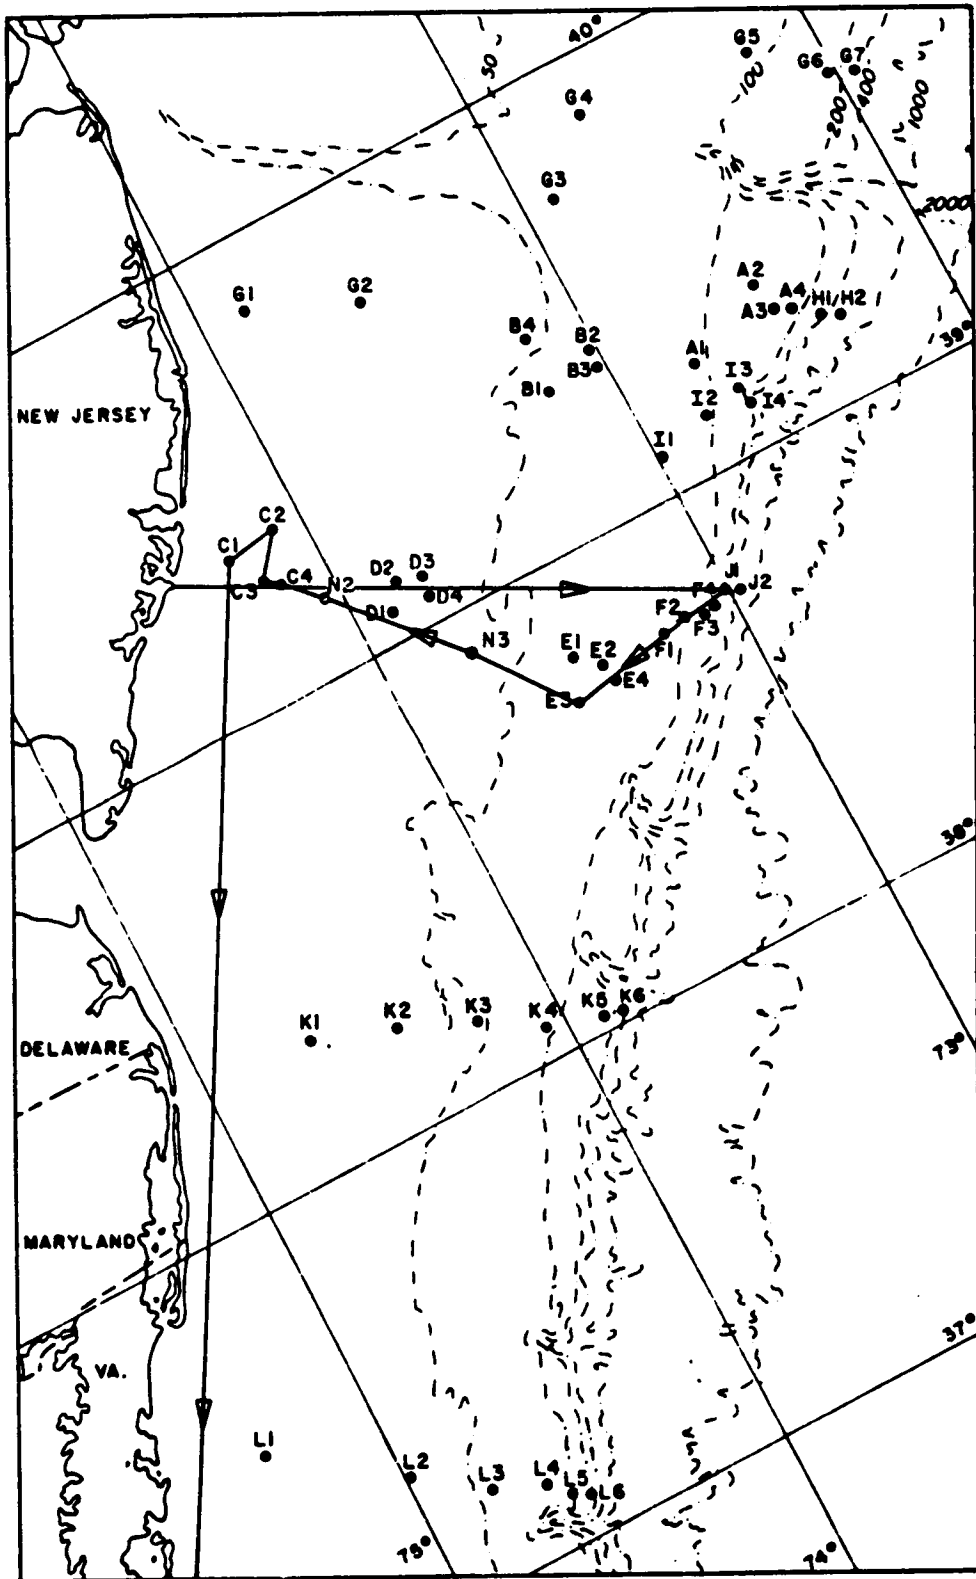 40°
50
100
G5
G6
G7
200
400
1000
G4
G3
2000
G1
G2
A2
A3
A4
H1/H2
B4
B2
B3
B1
A1
I3
I4
I2
39°
NEW JERSEY
I1
C2
C1
C3
C4
N2
D2
D3
D4
D1
F4
J1
J2
F2
F3
F1
N3
E1
E2
E4
E3
38°
K1
K2
K3
K4
K5
K6
73°
DELAWARE
MARYLAND
37°
VA.
L1
L2
L3
L4
L5
L6
75°
74°